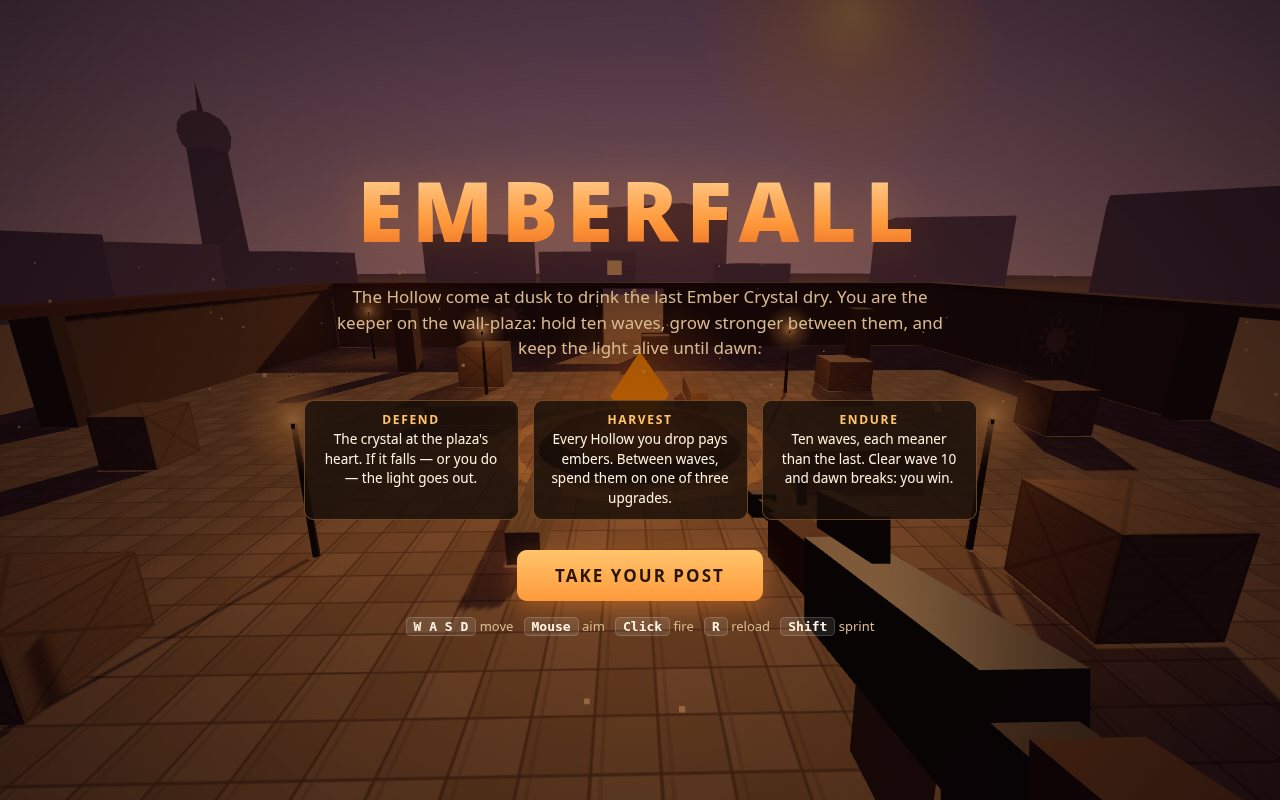 EMBERFALL
The Hollow come at dusk to drink the last Ember Crystal dry. You are the
keeper on the wall-plaza: hold ten waves, grow stronger between them, and
keep the light alive until dawn:
DEFEND
The crystal at the plaza's
heart. If it falls — or you do
— the light goes out.
HARVEST
Every Hollow you drop pays
embers. Between waves,
spend them on one of three
upgrades.
ENDURE
Ten waves, each meaner
than the last. Clear wave 10
and dawn breaks: you win.
TAKE YOUR POST
W A S D move Mouse aim Click fire R reload Shift sprint